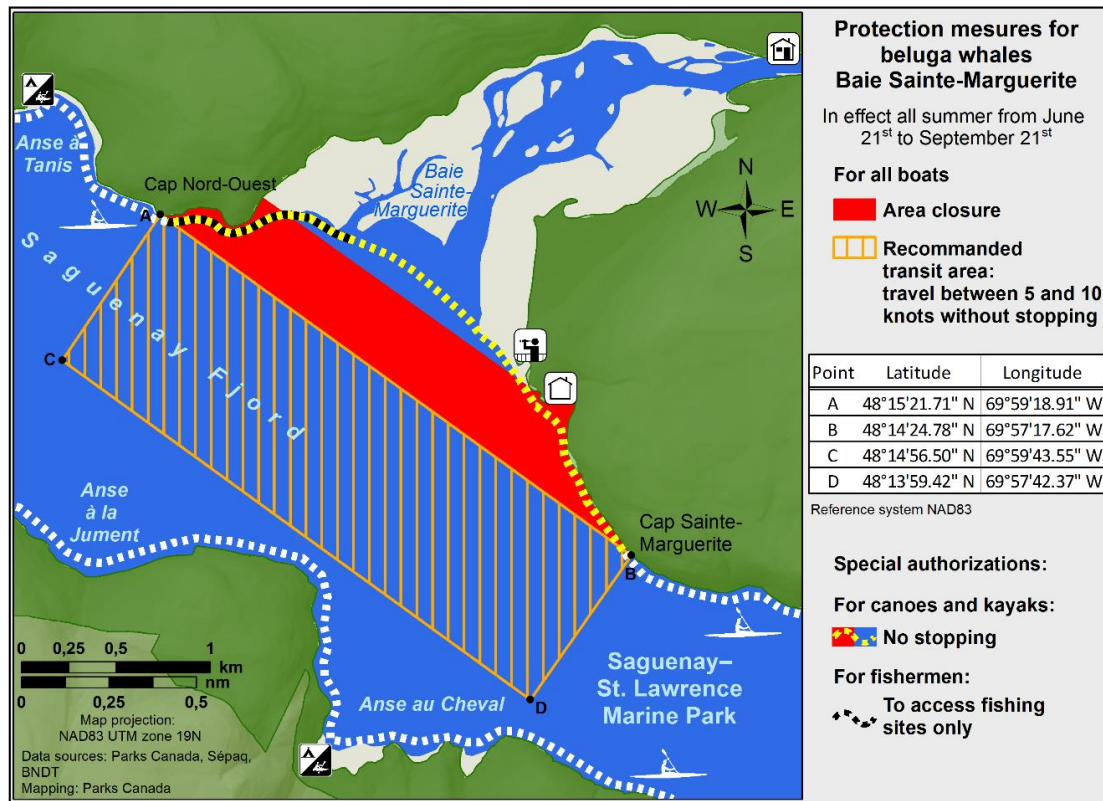 Anse à
Tanis
Cap Nord-Ouest
Baie
Sainte-
Marguerite
A
N
W E
S
Saguenay Fjord
C
Anse
à la
Jument
Cap Sainte-
Marguerite
B
0 0,25 0,5 1
km
nm
0 0,25 0,5
Map projection:
NAD83 UTM zone 19N
Data sources: Parks Canada, Sépaq,
BNDT
Mapping: Parks Canada
Anse au Cheval
D
Saguenay–
St. Lawrence
Marine Park
Protection mesures for
beluga whales
Baie Sainte-Marguerite
In effect all summer from June
21st to September 21st
For all boats
Area closure
Recommanded
transit area:
travel between 5 and 10
knots without stopping
Point Latitude Longitude
A 48°15'21.71" N 69°59'18.91" W
B 48°14'24.78" N 69°57'17.62" W
C 48°14'56.50" N 69°59'43.55" W
D 48°13'59.42" N 69°57'42.37" W
Reference system NAD83
Special authorizations:
For canoes and kayaks:
No stopping
For fishermen:
To access fishing
sites only